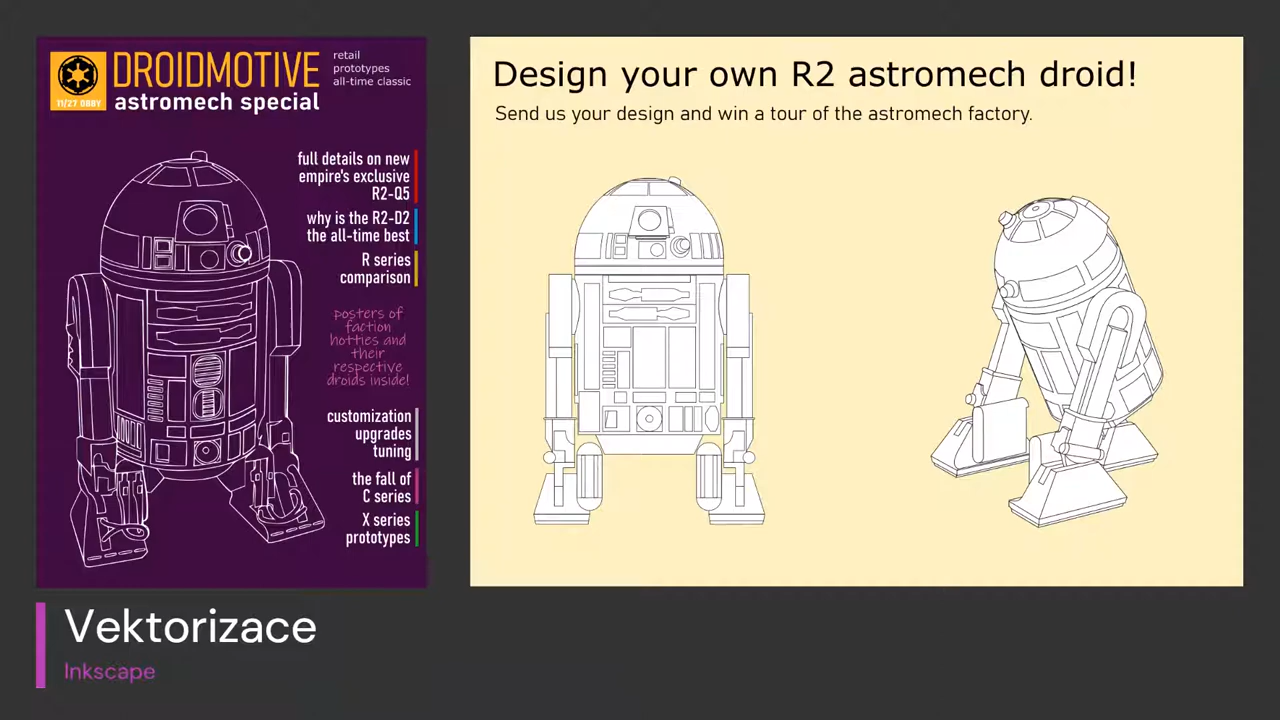 DROIDMOTIVE
astromech special
11/27 OBBY
retail
prototypes
all-time classic
full details on new
empire's exclusive
R2-Q5
why is the R2-D2
the all-time best
R series
comparison
posters of
faction
hotties and
their
respective
droids inside!
customization
upgrades
tuning
the fall of
C series
X series
prototypes
Design your own R2 astromech droid!
Send us your design and win a tour of the astromech factory.
Vektorizace
Inkscape